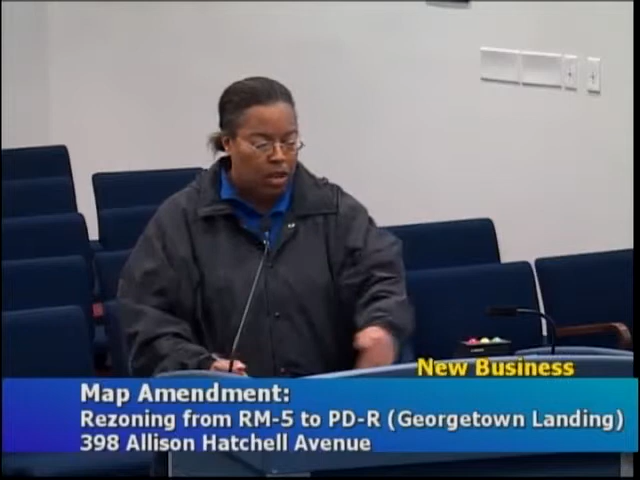 New Business
Map Amendment:
Rezoning from RM-5 to PD-R (Georgetown Landing)
398 Allison Hatchell Avenue